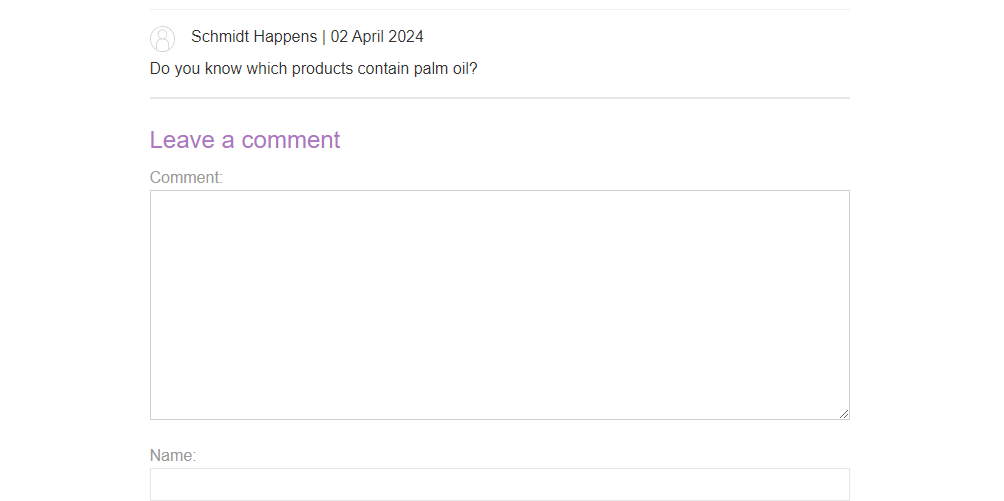 Schmidt Happens | 02 April 2024
Do you know which products contain palm oil?
Leave a comment
Comment:
Name: